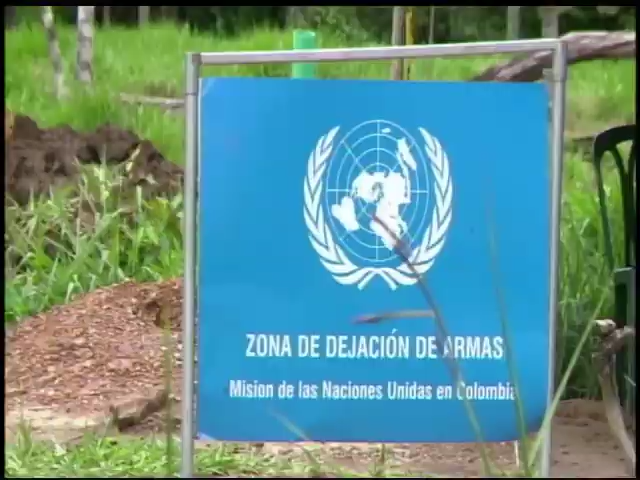 ZONA DE DEJACIÓN DE ARMAS
Mision de las Naciones Unidas en Colombia